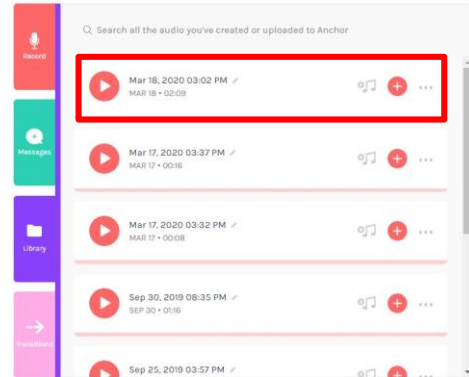 Search all the audio you've created or uploaded to Anchor
Record
Mar 18, 2020 03:02 PM
MAR 18 • 02:09
Messages
Mar 17, 2020 03:37 PM
MAR 17 • 00:16
Library
Mar 17, 2020 03:32 PM
MAR 17 • 00:08
Transitions
Sep 30, 2019 08:35 PM
SEP 30 • 01:16
Sep 25, 2019 03:57 PM